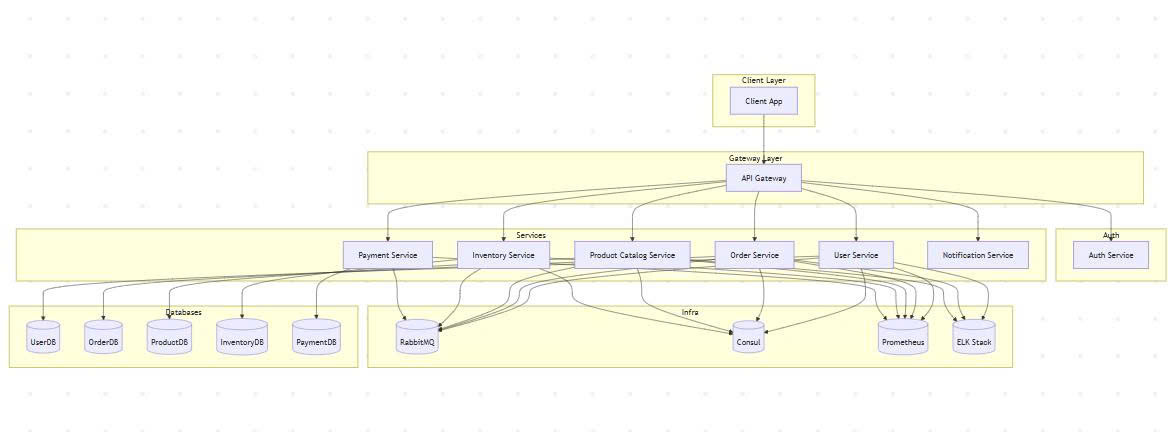 Client Layer
Client App
Gateway Layer
API Gateway
Services
Auth
Payment Service
Inventory Service
Product Catalog Service
Order Service
User Service
Notification Service
Auth Service
Databases
Infra
UserDB
OrderDB
ProductDB
InventoryDB
PaymentDB
RabbitMQ
Consul
Prometheus
ELK Stack